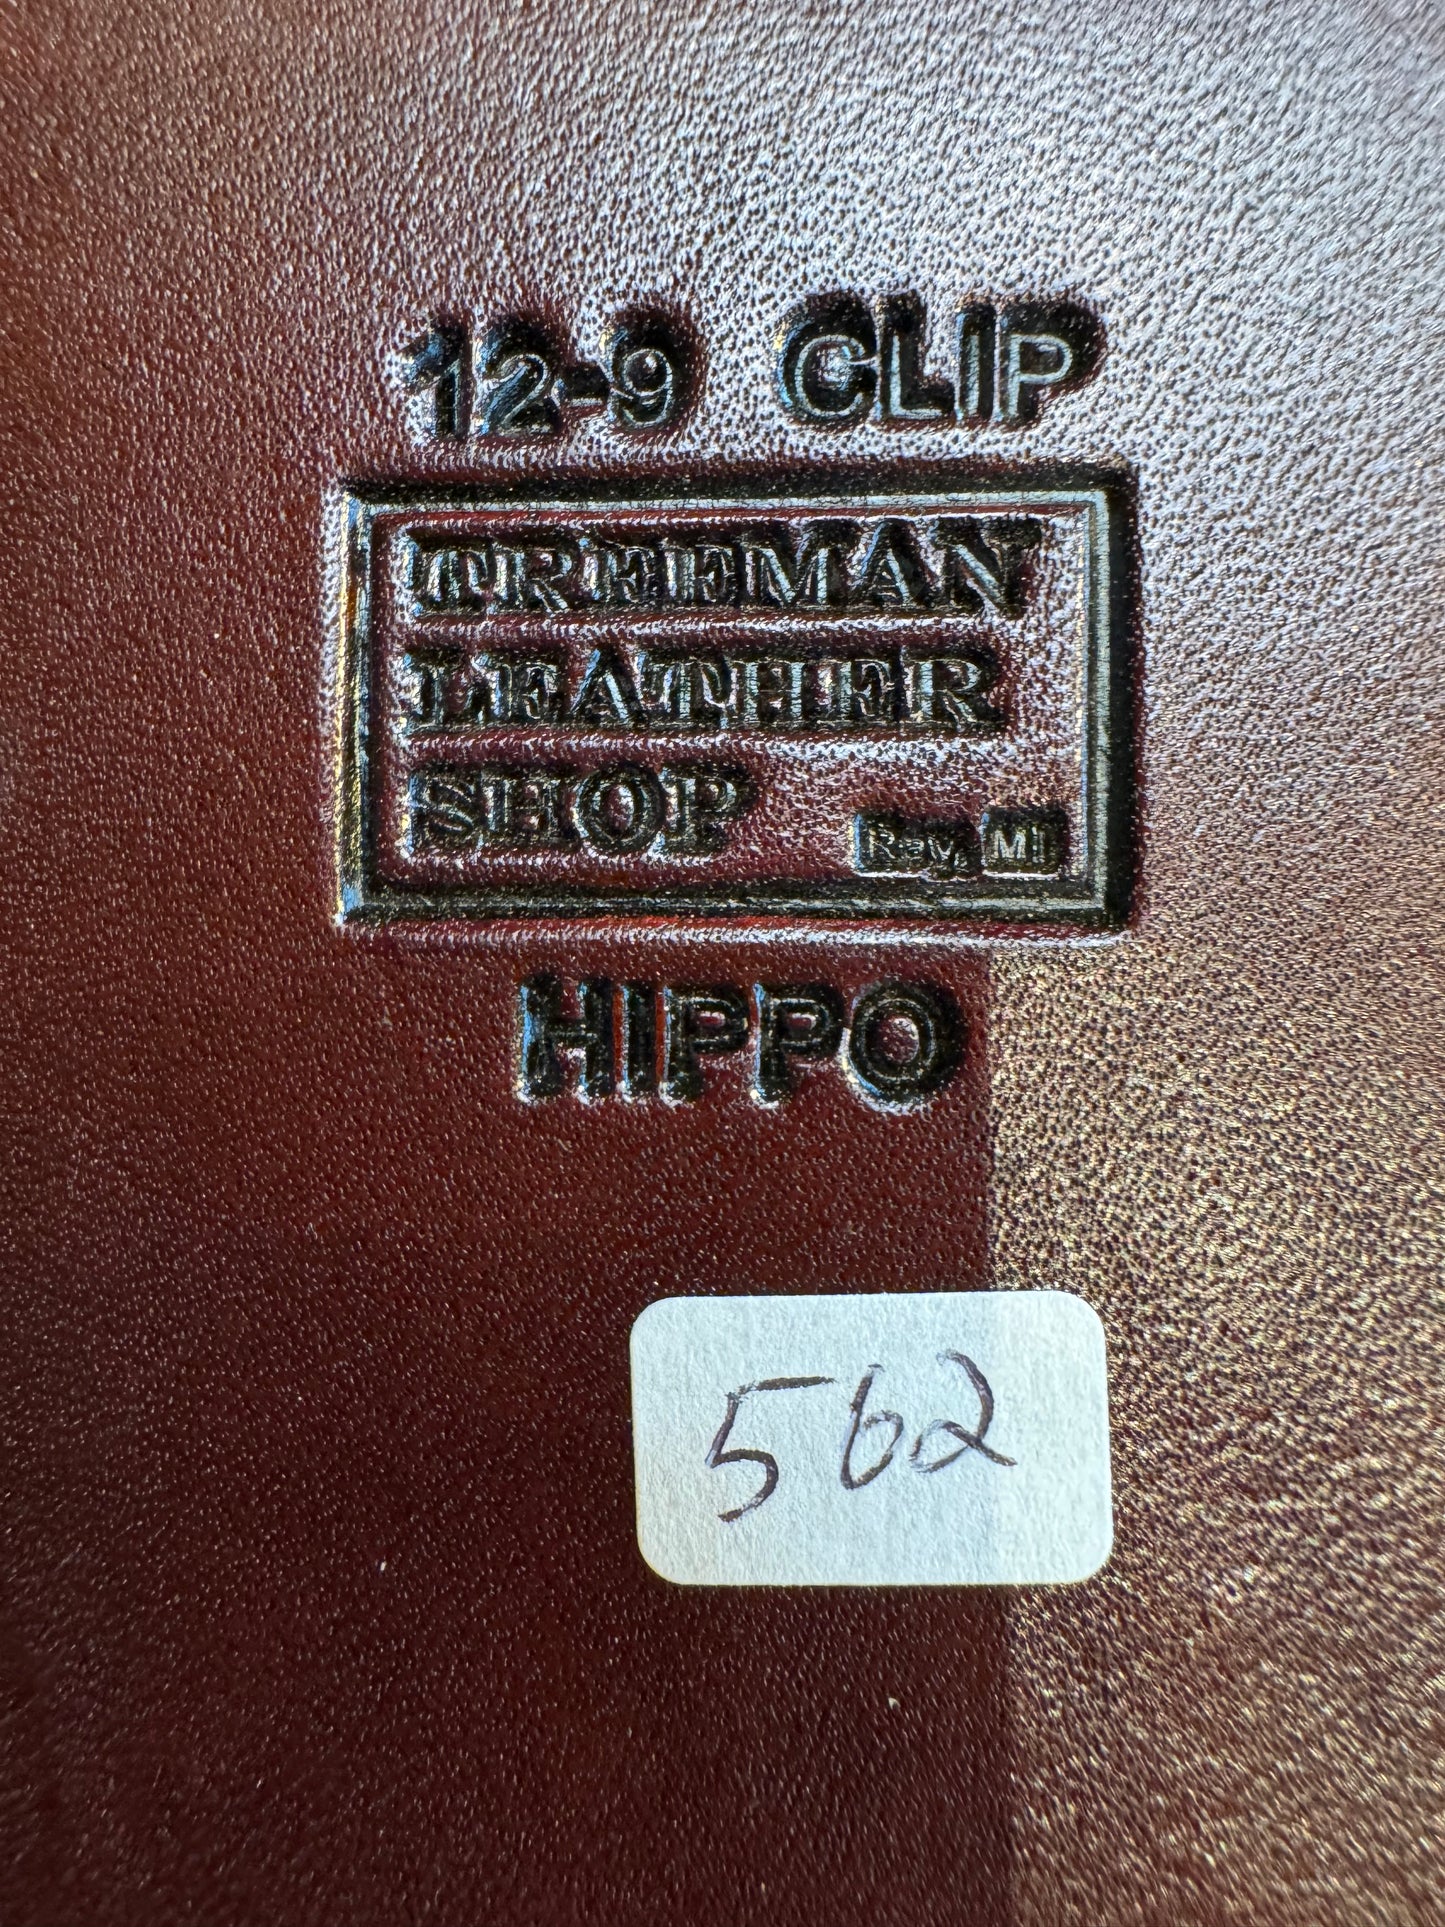 12-9 CLIP
TREEMAN
LEATHER
SHOP Ray, MI
HIPPO
562